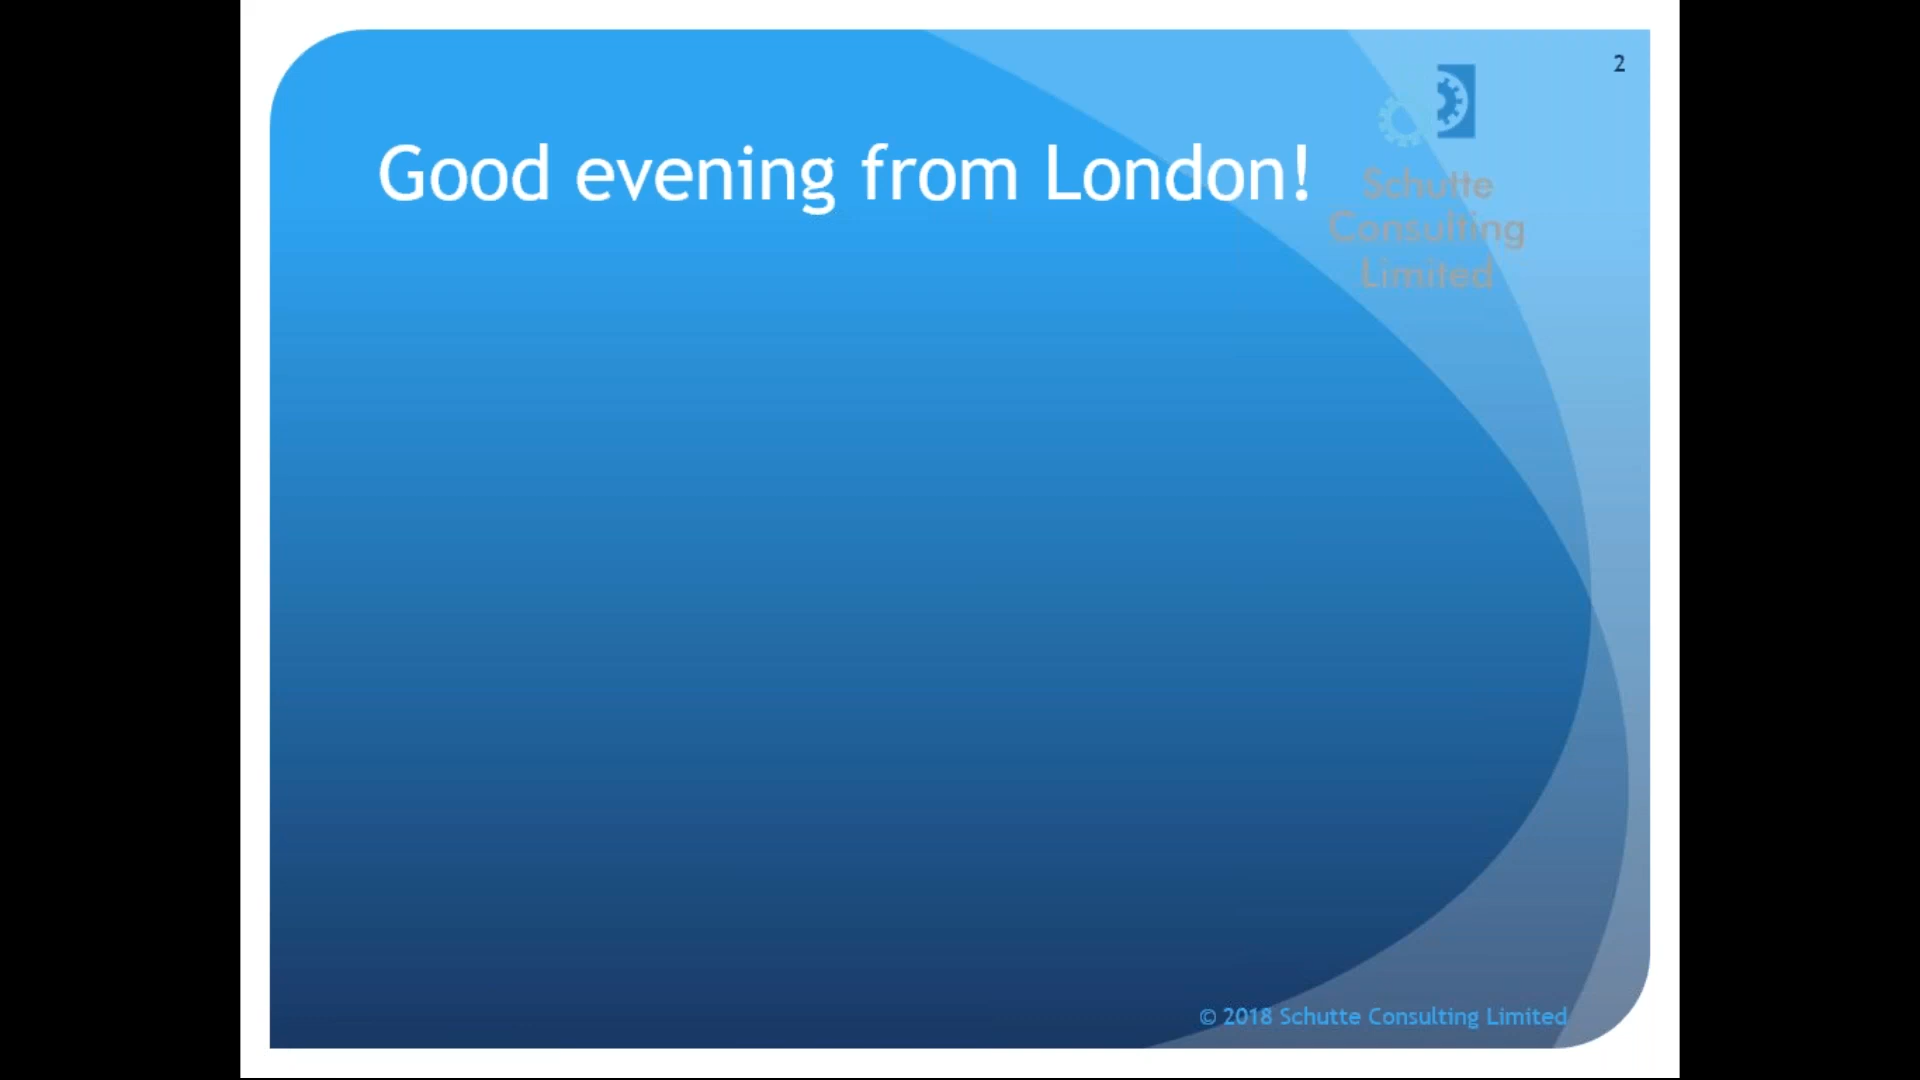 2
Good evening from London!
Schutte
Consulting
Limited
© 2018 Schutte Consulting Limited